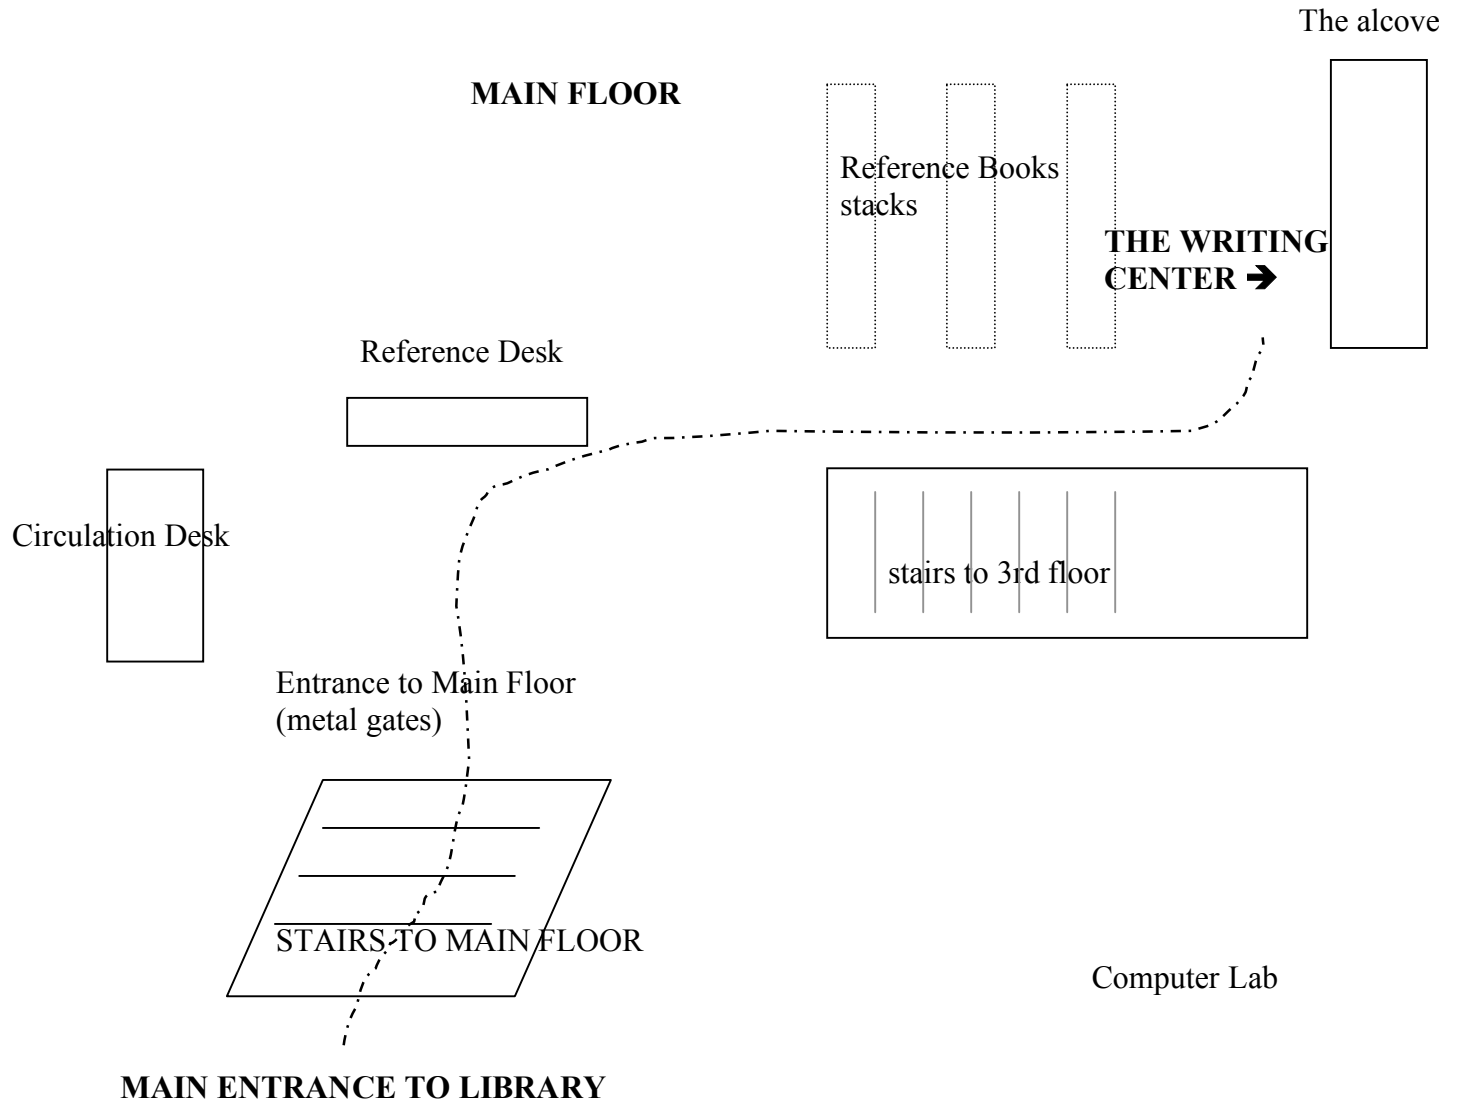 The alcove
MAIN FLOOR
Reference Books
stacks
THE WRITING
CENTER ➔
Reference Desk
Circulation Desk
stairs to 3rd floor
Entrance to Main Floor
(metal gates)
STAIRS TO MAIN FLOOR
Computer Lab
MAIN ENTRANCE TO LIBRARY